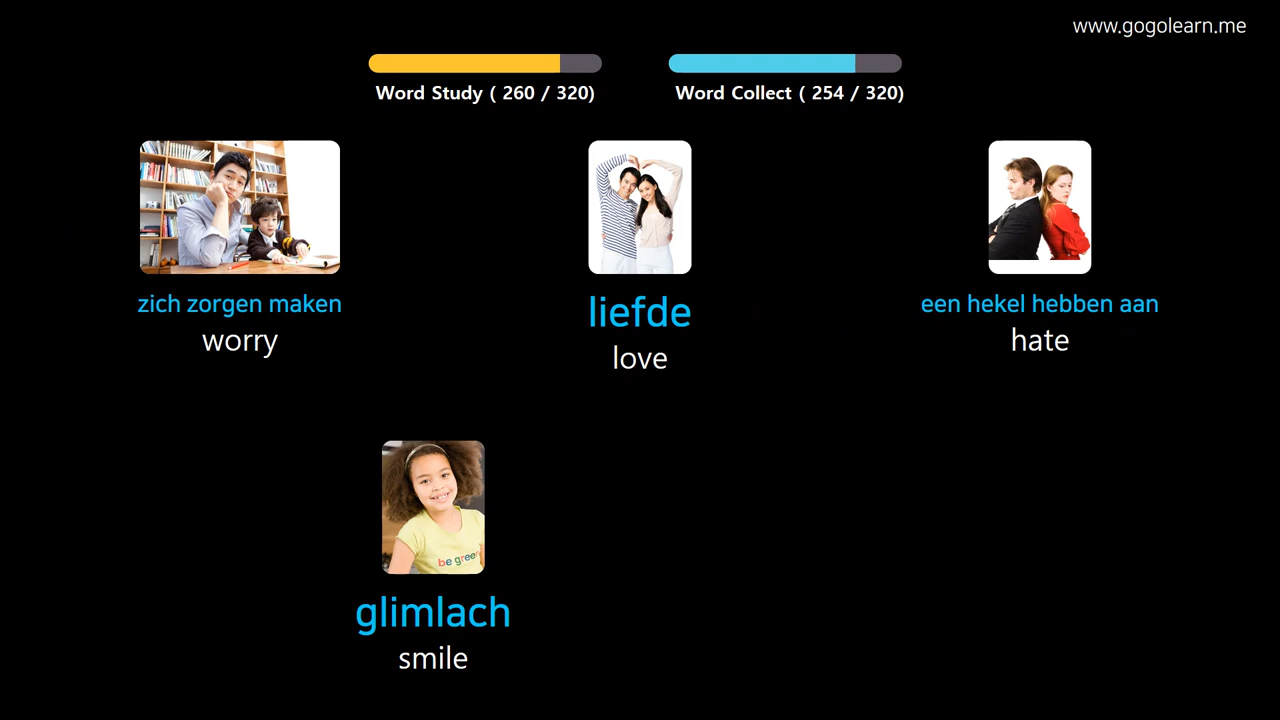 www.gogolearn.me
Word Study ( 260 / 320)
Word Collect ( 254 / 320)
zich zorgen maken
worry
liefde
love
een hekel hebben aan
hate
be green
glimlach
smile